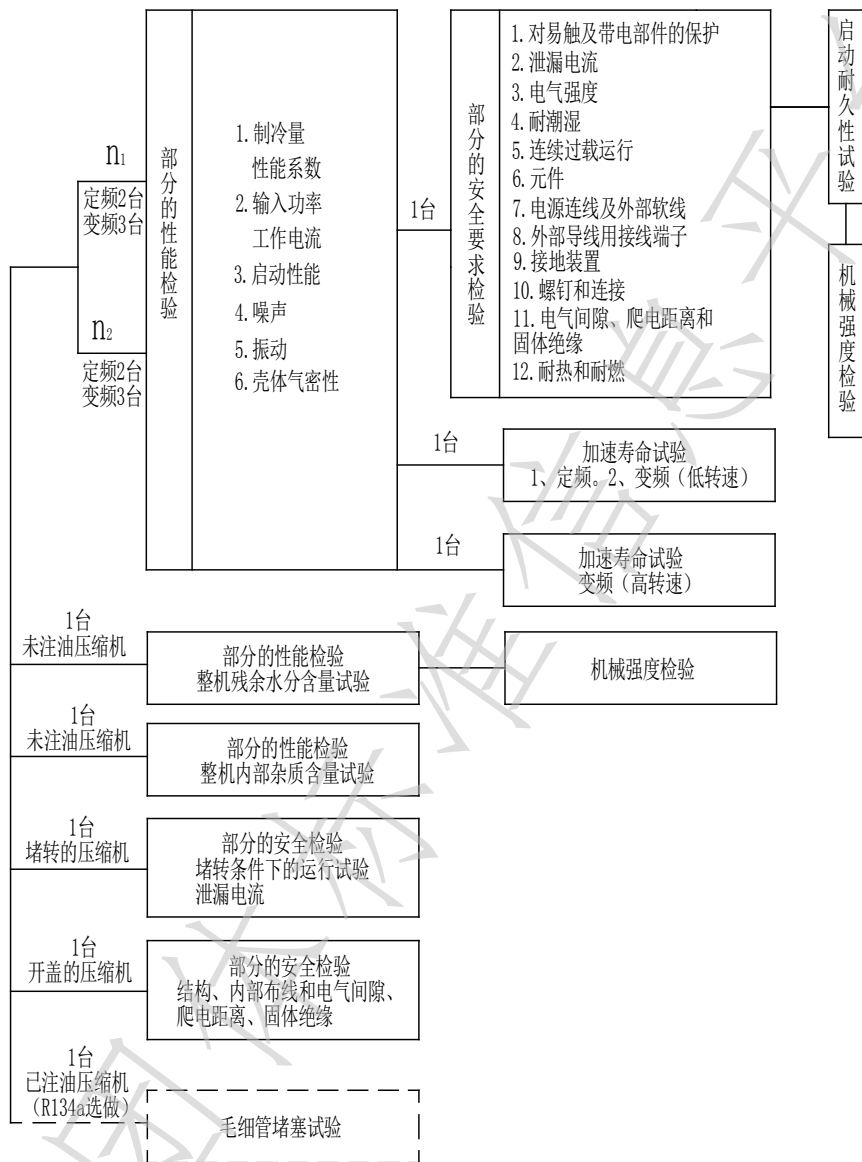 n₁
定频2台
变频3台
n₂
定频2台
变频3台
部分的性能检验
1.制冷量
性能系数
2.输入功率
工作电流
3.启动性能
4.噪声
5.振动
6.壳体气密性
1台
部分的安全要求检验
1.对易触及带电部件的保护
2.泄漏电流
3.电气强度
4.耐潮湿
5.连续过载运行
6.元件
7.电源连线及外部软线
8.外部导线用接线端子
9.接地装置
10.螺钉和连接
11.电气间隙、爬电距离和
固体绝缘
12.耐热和耐燃
启动耐久性试验
机械强度检验
1台
加速寿命试验
1、定频。2、变频（低转速）
1台
加速寿命试验
变频（高转速）
1台
未注油压缩机
部分的性能检验
整机残余水分含量试验
机械强度检验
1台
未注油压缩机
部分的性能检验
整机内部杂质含量试验
1台
堵转的压缩机
部分的安全检验
堵转条件下的运行试验
泄漏电流
1台
开盖的压缩机
部分的安全检验
结构、内部布线和电气间隙、
爬电距离、固体绝缘
1台
已注油压缩机
（R134a选做）
毛细管堵塞试验
团体标准信息平